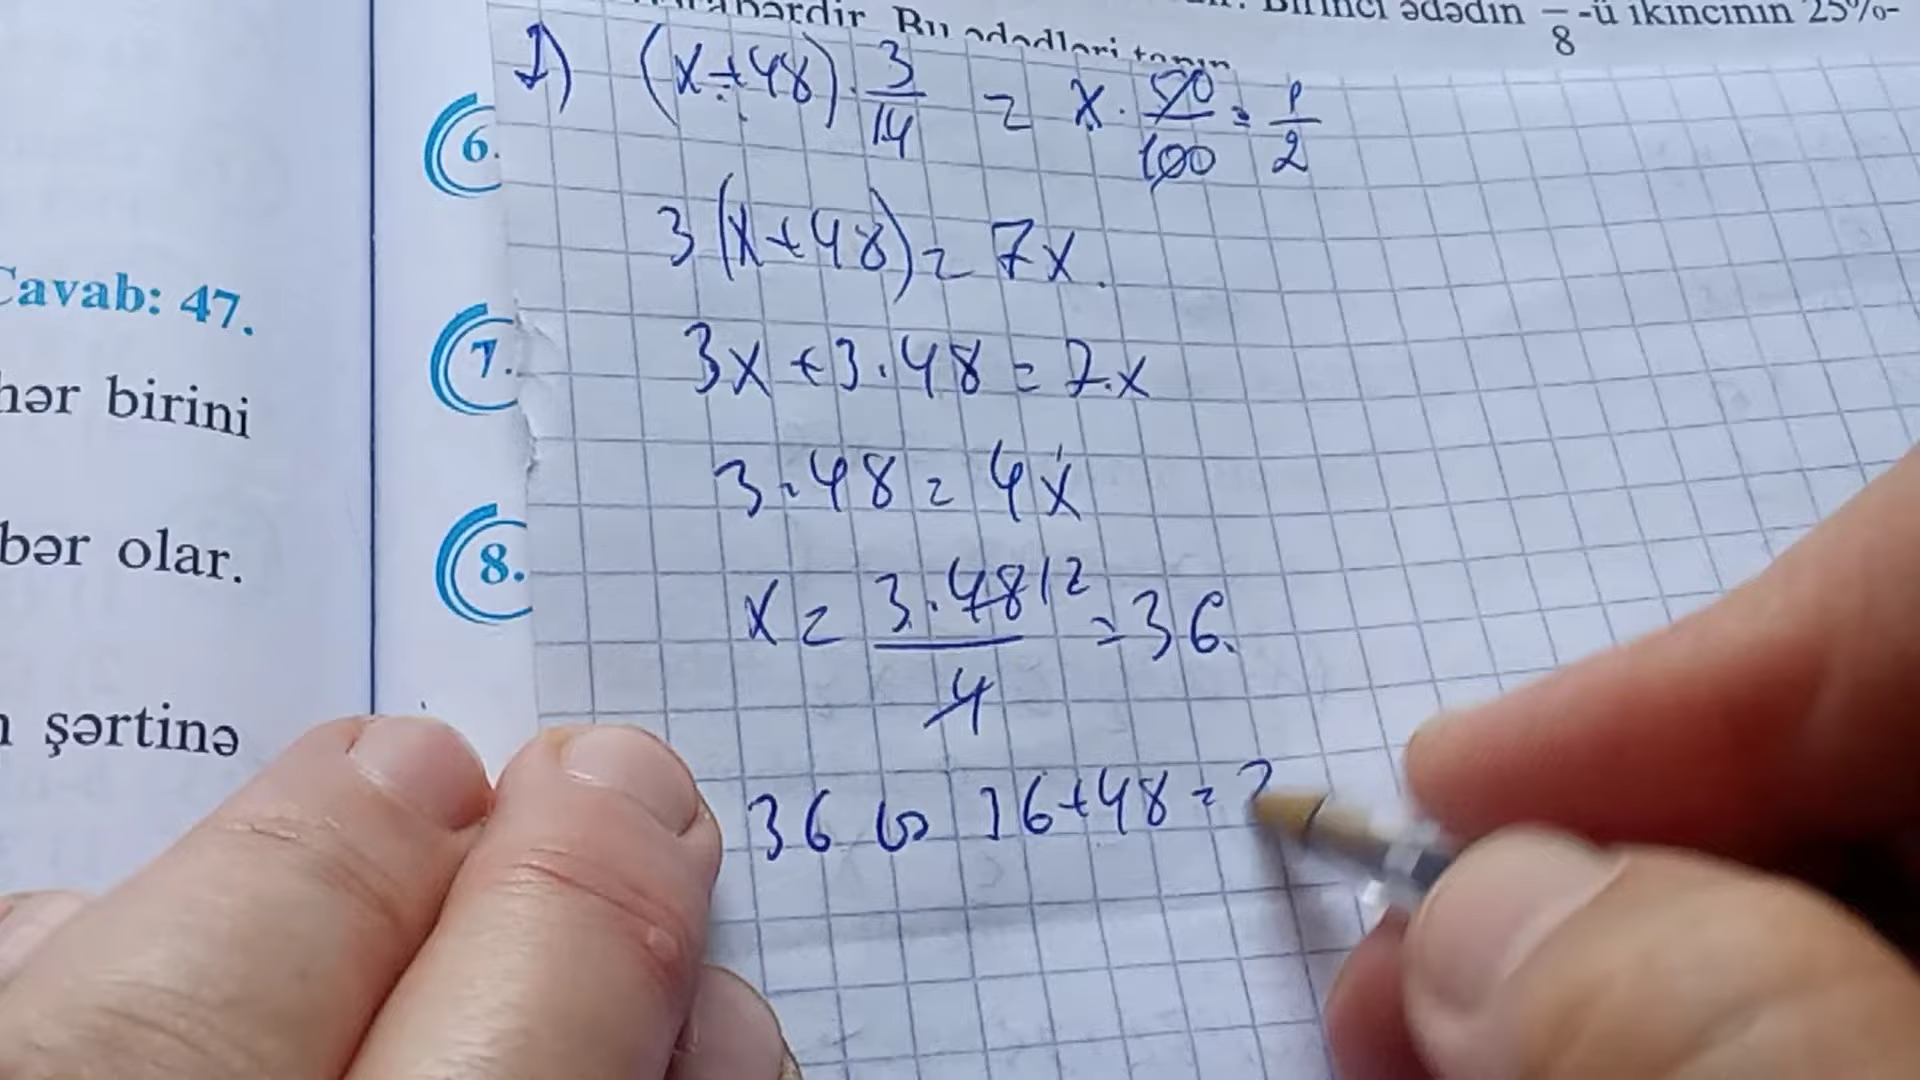 Birinci ədədin — -ü ikincinin 25%-
8
Bu ədədləri tapın
1) (x+48) · 3/14 = x · 50/100 = 1/2
6.
3(x+48) = 7x.
Cavab: 47.
7.
3x+3·48 = 7·x
hər birini
3·48 = 4x
8.
bər olar.
x = 3·48 12/4 = 36.
şərtinə
36 və 36+48 =